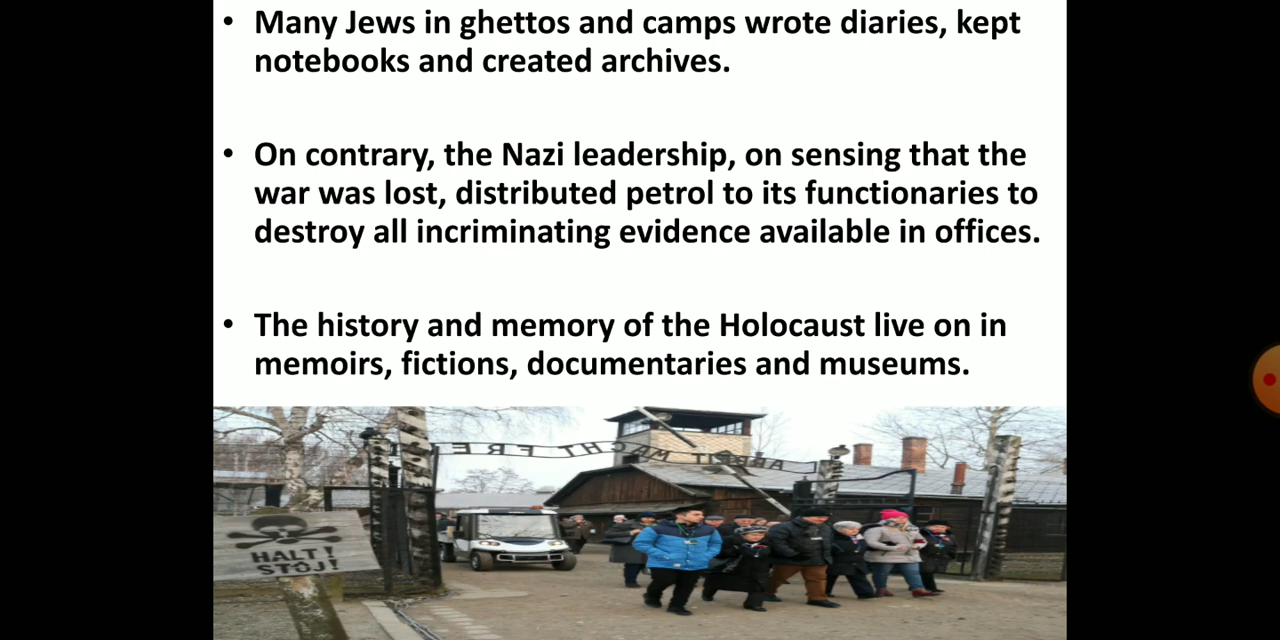 • Many Jews in ghettos and camps wrote diaries, kept
notebooks and created archives.
• On contrary, the Nazi leadership, on sensing that the
war was lost, distributed petrol to its functionaries to
destroy all incriminating evidence available in offices.
• The history and memory of the Holocaust live on in
memoirs, fictions, documentaries and museums.
HALT!
STÓJ!